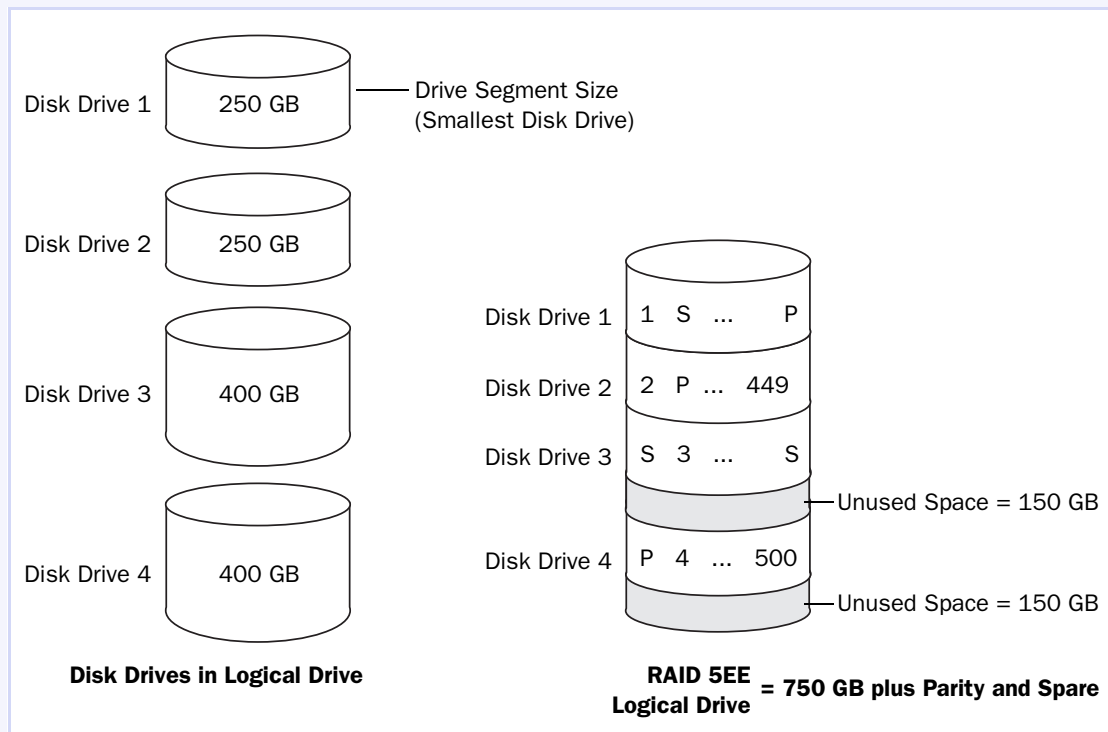 Disk Drive 1
250 GB
Drive Segment Size
(Smallest Disk Drive)
Disk Drive 2
250 GB
Disk Drive 3
400 GB
Disk Drive 4
400 GB
Disk Drives in Logical Drive
Disk Drive 1
1 S ... P
Disk Drive 2
2 P ... 449
Disk Drive 3
S 3 ... S
Unused Space = 150 GB
Disk Drive 4
P 4 ... 500
Unused Space = 150 GB
RAID 5EE
Logical Drive
= 750 GB plus Parity and Spare